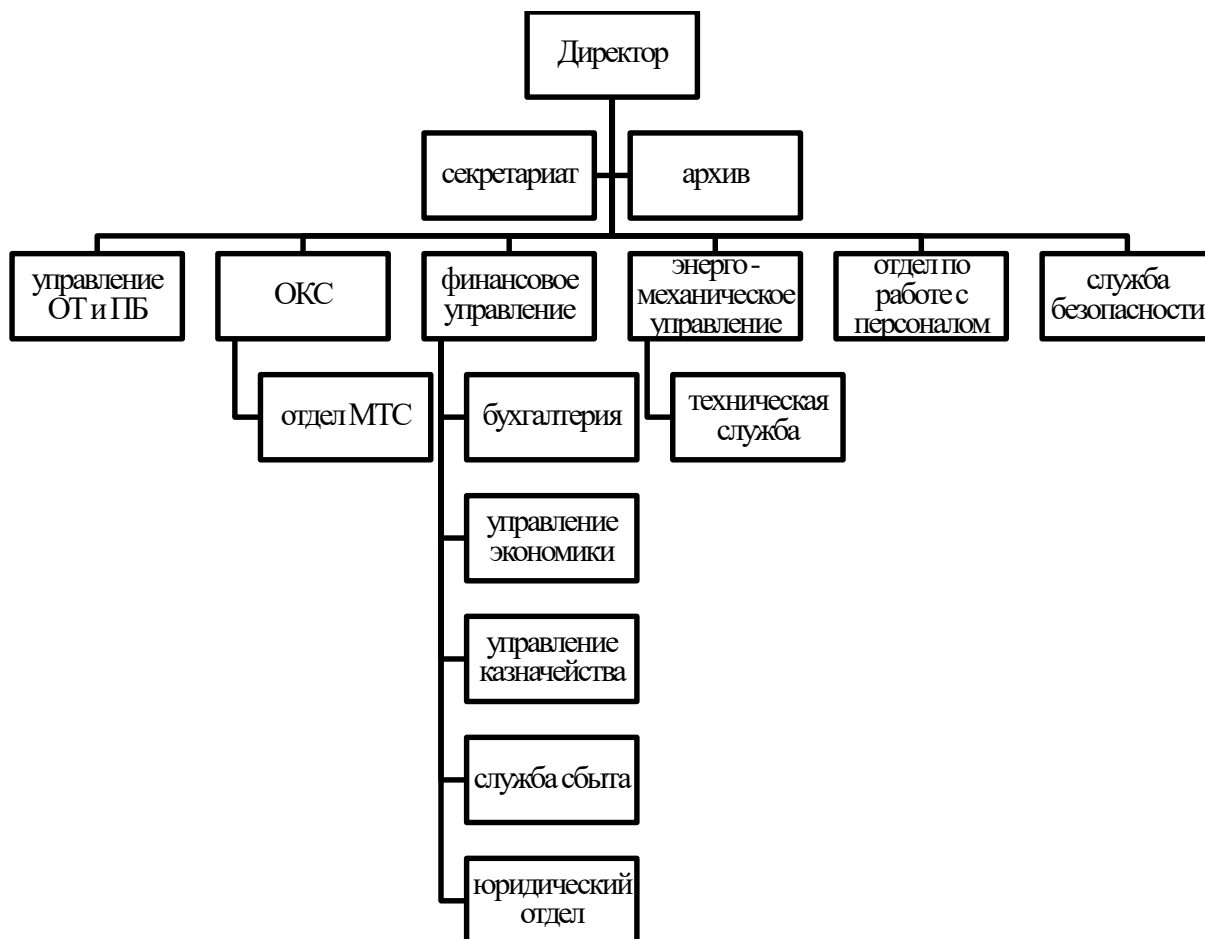 Директор
секретариат
архив
управление
ОТ и ПБ
ОКС
финансовое
управление
энерго -
механическое
управление
отдел по
работе с
персоналом
служба
безопасности
отдел МТС
бухгалтерия
техническая
служба
управление
экономики
управление
казначейства
служба сбыта
юридический
отдел